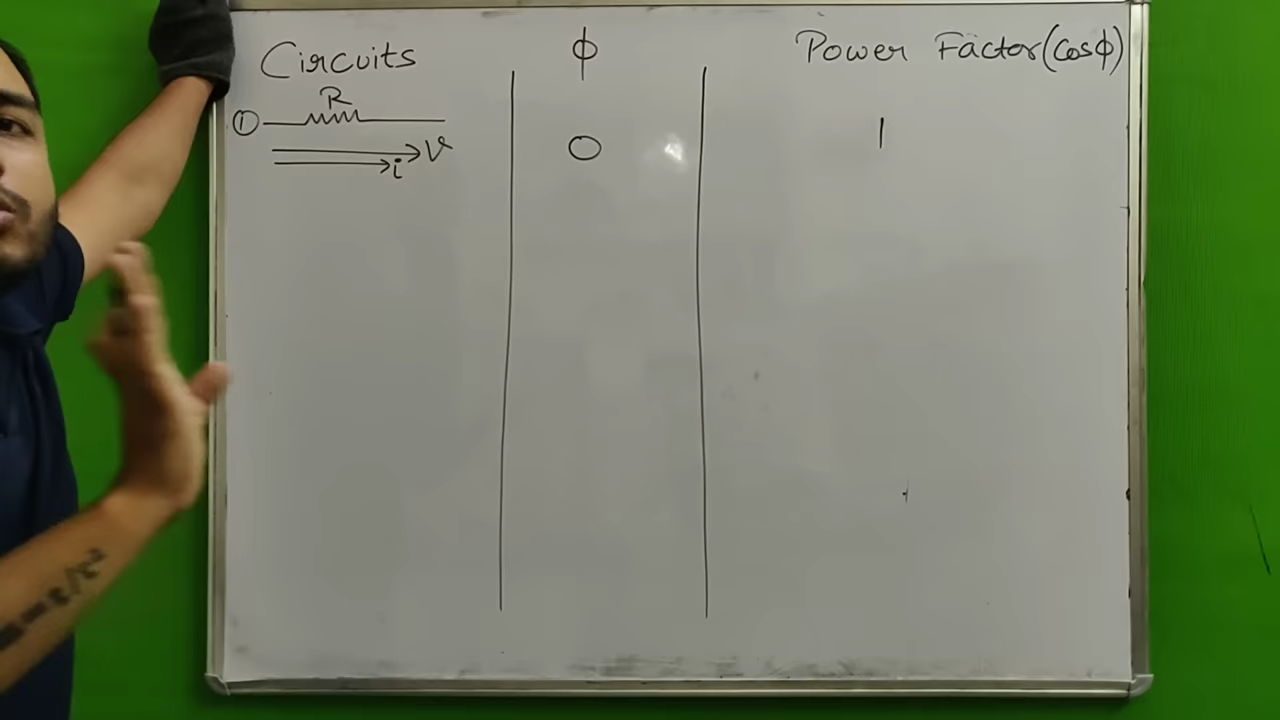 Circuits ϕ Power Factor(Cosϕ)
① R
V
i
0 1